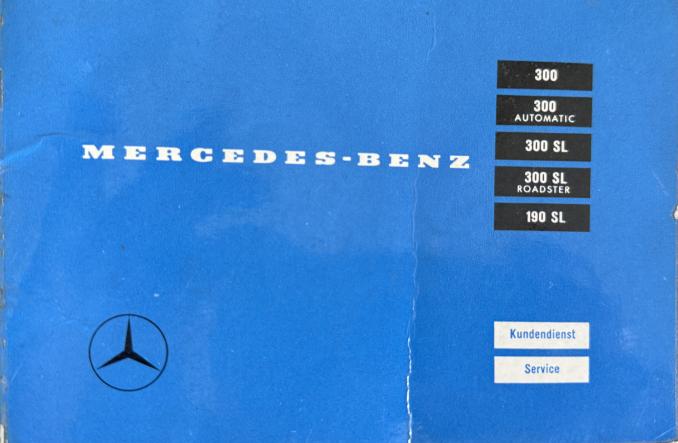 MERCEDES-BENZ
300
300
AUTOMATIC
300 SL
300 SL
ROADSTER
190 SL
Kundendienst
Service